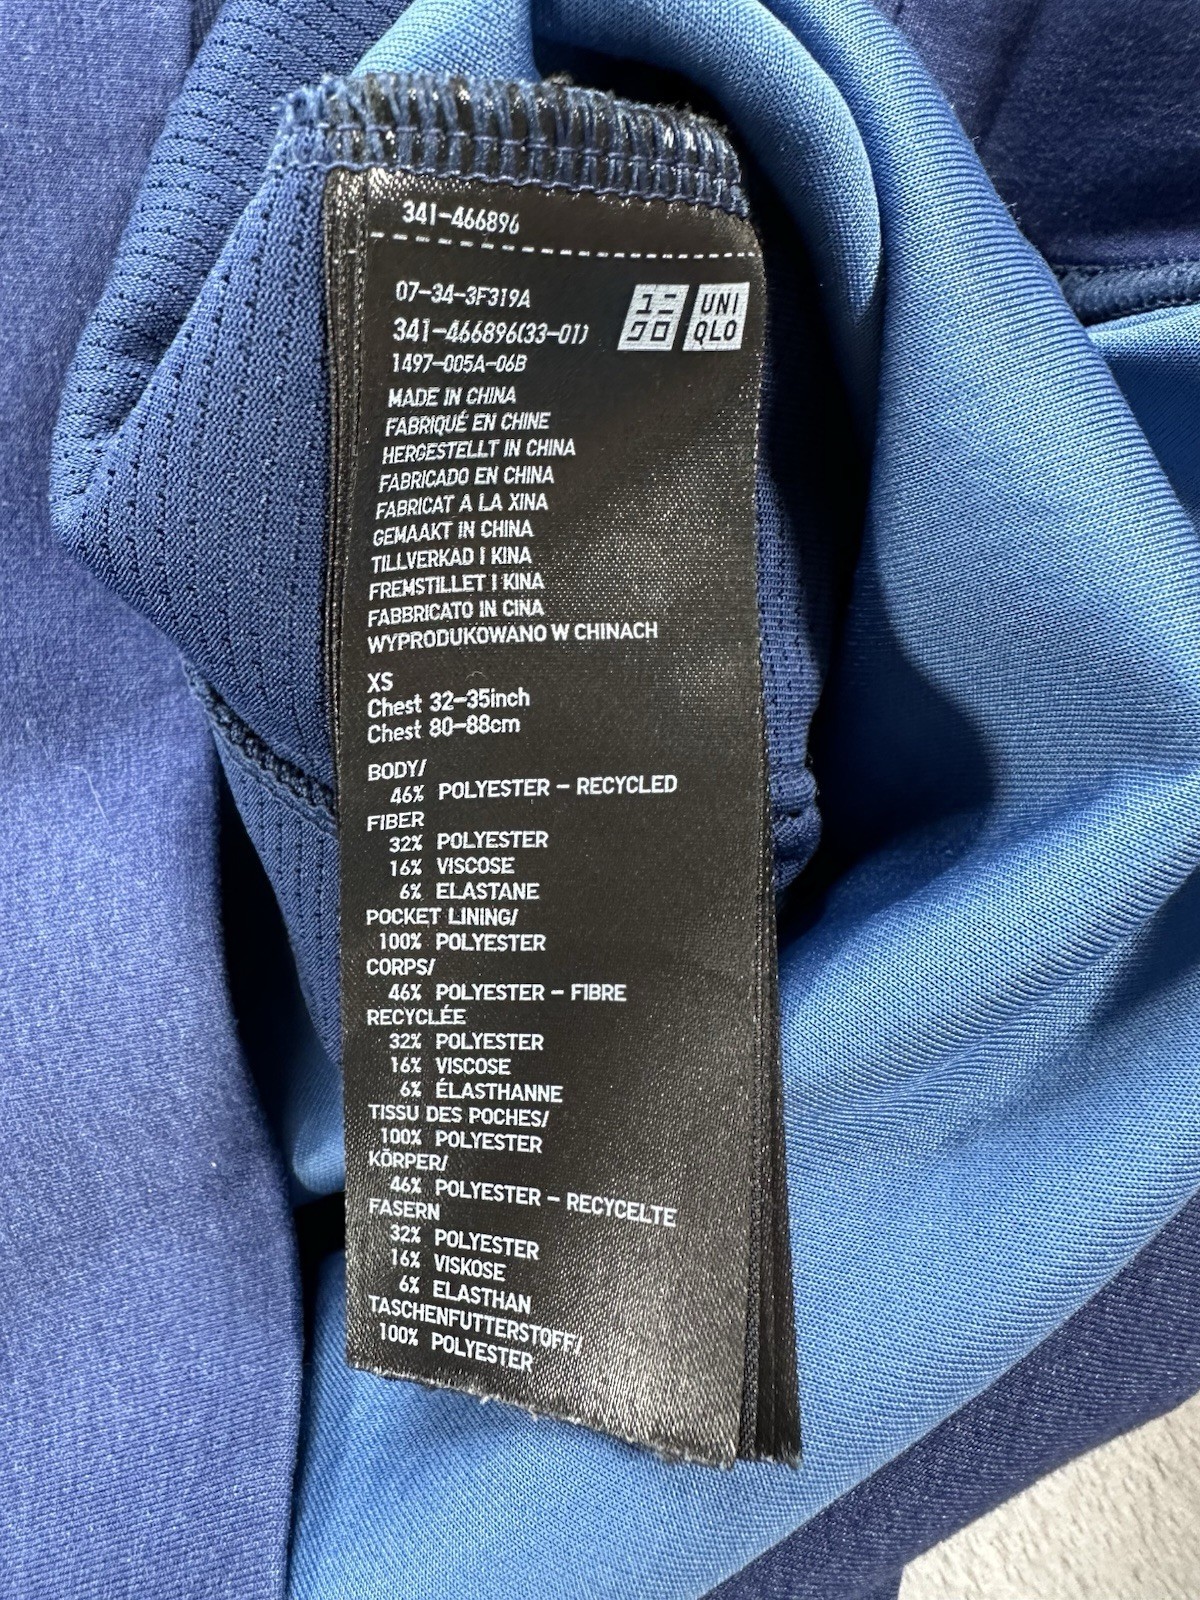 341-466896
07-34-3F319A
341-466896(33-01)
1497-005A-06B
ユニ
クロ
UNI
QLO
MADE IN CHINA
FABRIQUÉ EN CHINE
HERGESTELLT IN CHINA
FABRICADO EN CHINA
FABRICAT A LA XINA
GEMAAKT IN CHINA
TILLVERKAD I KINA
FREMSTILLET I KINA
FABBRICATO IN CINA
WYPRODUKOWANO W CHINACH
XS
Chest 32-35inch
Chest 80-88cm
BODY/
46% POLYESTER - RECYCLED
FIBER
32% POLYESTER
16% VISCOSE
6% ELASTANE
POCKET LINING/
100% POLYESTER
CORPS/
46% POLYESTER - FIBRE
RECYCLÉE
32% POLYESTER
16% VISCOSE
6% ÉLASTHANNE
TISSU DES POCHES/
100% POLYESTER
KÖRPER/
46% POLYESTER - RECYCELTE
FASERN
32% POLYESTER
16% VISKOSE
6% ELASTHAN
TASCHENFUTTERSTOFF/
100% POLYESTER